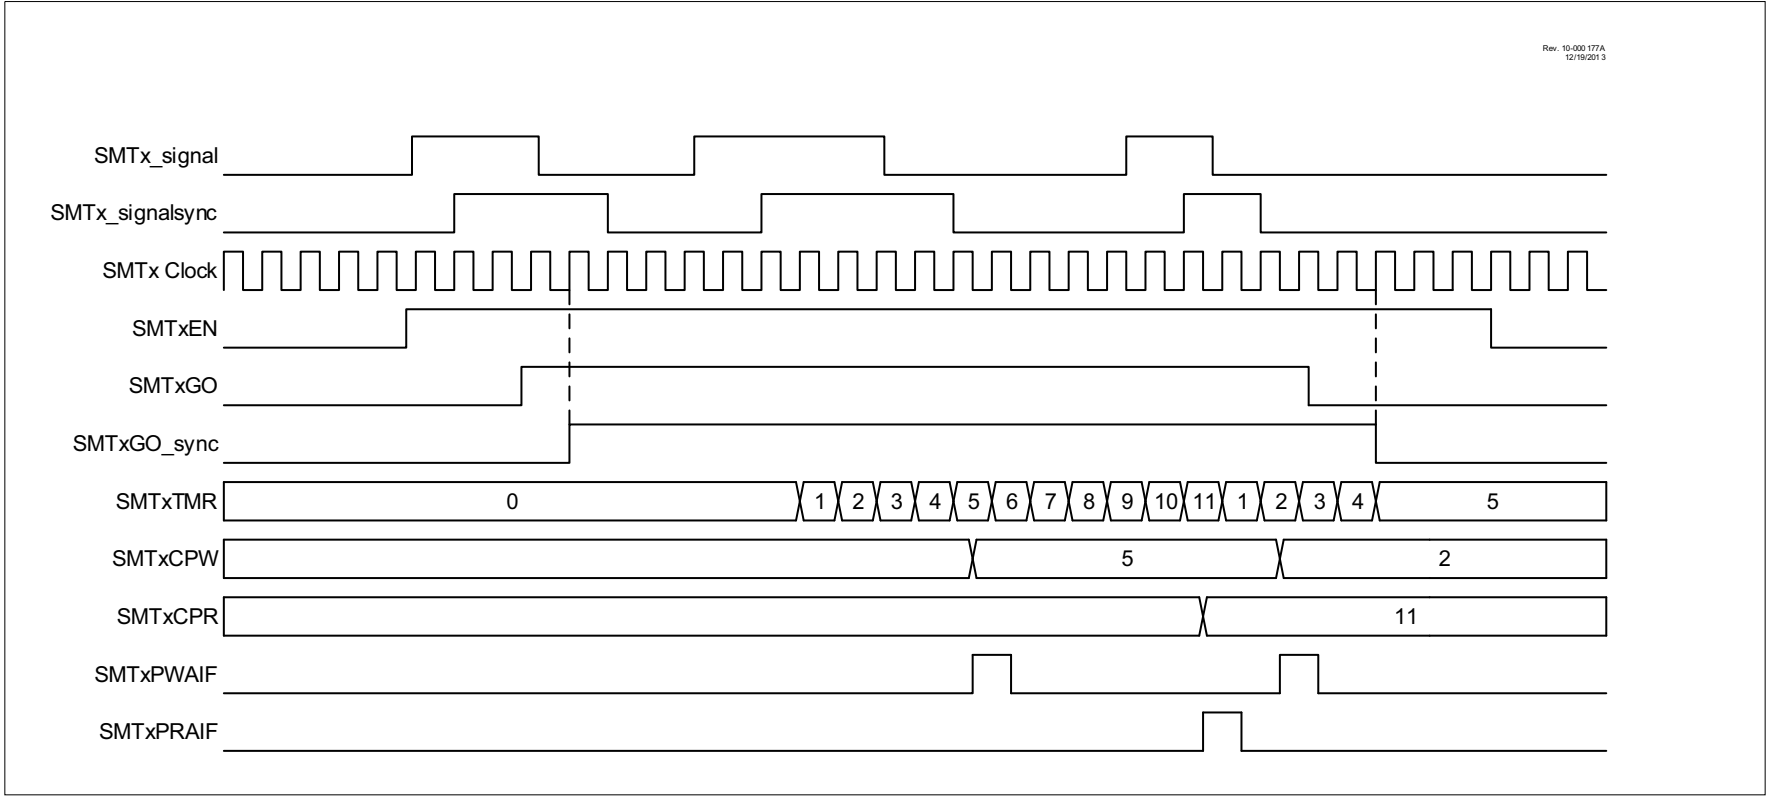 Rev. 10-000 177A
12/19/201 3
SMTx_signal
SMTx_signalsync
SMTx Clock
SMTxEN
SMTxGO
SMTxGO_sync
SMTxTMR 0 1 2 3 4 5 6 7 8 9 10 11 1 2 3 4 5
SMTxCPW 5 2
SMTxCPR 11
SMTxPWAIF
SMTxPRAIF